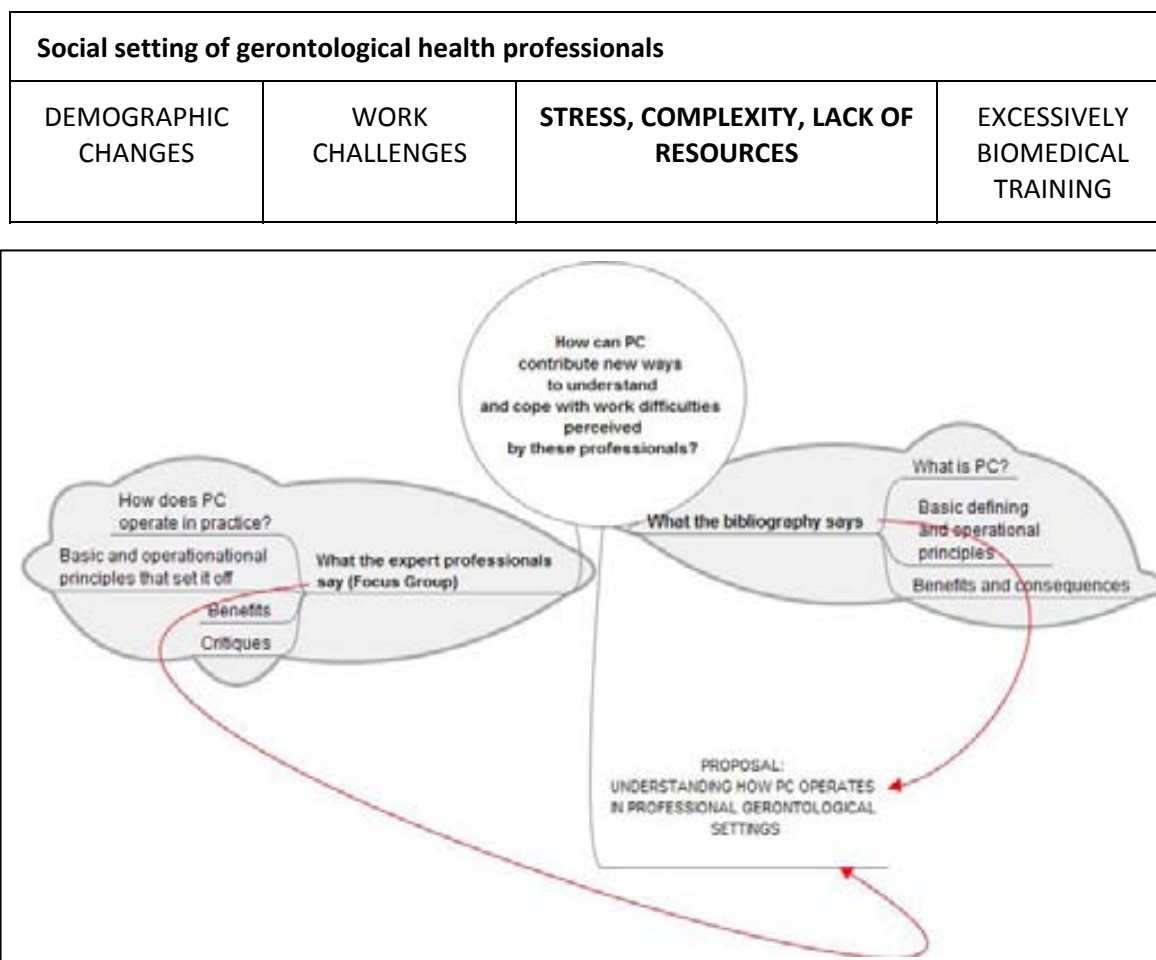 Social setting of gerontological health professionals
DEMOGRAPHIC
CHANGES
WORK
CHALLENGES
STRESS, COMPLEXITY, LACK OF
RESOURCES
EXCESSIVELY
BIOMEDICAL
TRAINING
How can PC
contribute new ways
to understand
and cope with work difficulties
perceived
by these professionals?
How does PC
operate in practice?
Basic and operationational
principles that set it off
Benefits
Critiques
What the expert professionals
say (Focus Group)
What the bibliography says
What is PC?
Basic defining
and operational
principles
Benefits and consequences
PROPOSAL:
UNDERSTANDING HOW PC OPERATES
IN PROFESSIONAL GERONTOLOGICAL
SETTINGS